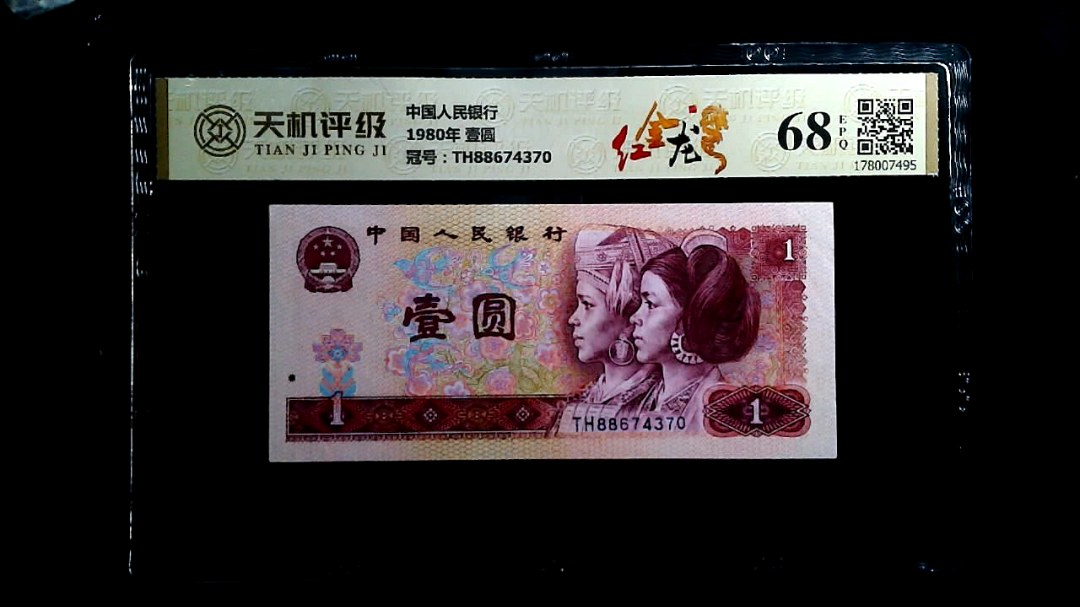 天机评级
TIAN JI PING JI
中国人民银行
1980年 壹圆
冠号：TH88674370
红金龙
68
EPQ
178007495
中国人民银行
壹圆
1
1
TH88674370
1